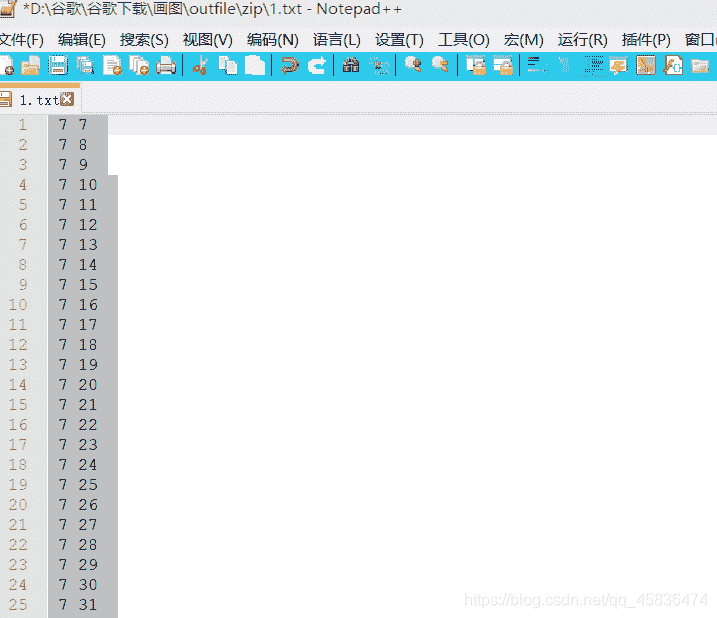 *D:\谷歌\谷歌下载\画图\outfile\zip\1.txt - Notepad++
文件(F) 编辑(E) 搜索(S) 视图(V) 编码(N) 语言(L) 设置(T) 工具(O) 宏(M) 运行(R) 插件(P) 窗口
1.txt
1 7 7
2 7 8
3 7 9
4 7 10
5 7 11
6 7 12
7 7 13
8 7 14
9 7 15
10 7 16
11 7 17
12 7 18
13 7 19
14 7 20
15 7 21
16 7 22
17 7 23
18 7 24
19 7 25
20 7 26
21 7 27
22 7 28
23 7 29
24 7 30
25 7 31
https://blog.csdn.net/qq_45836474